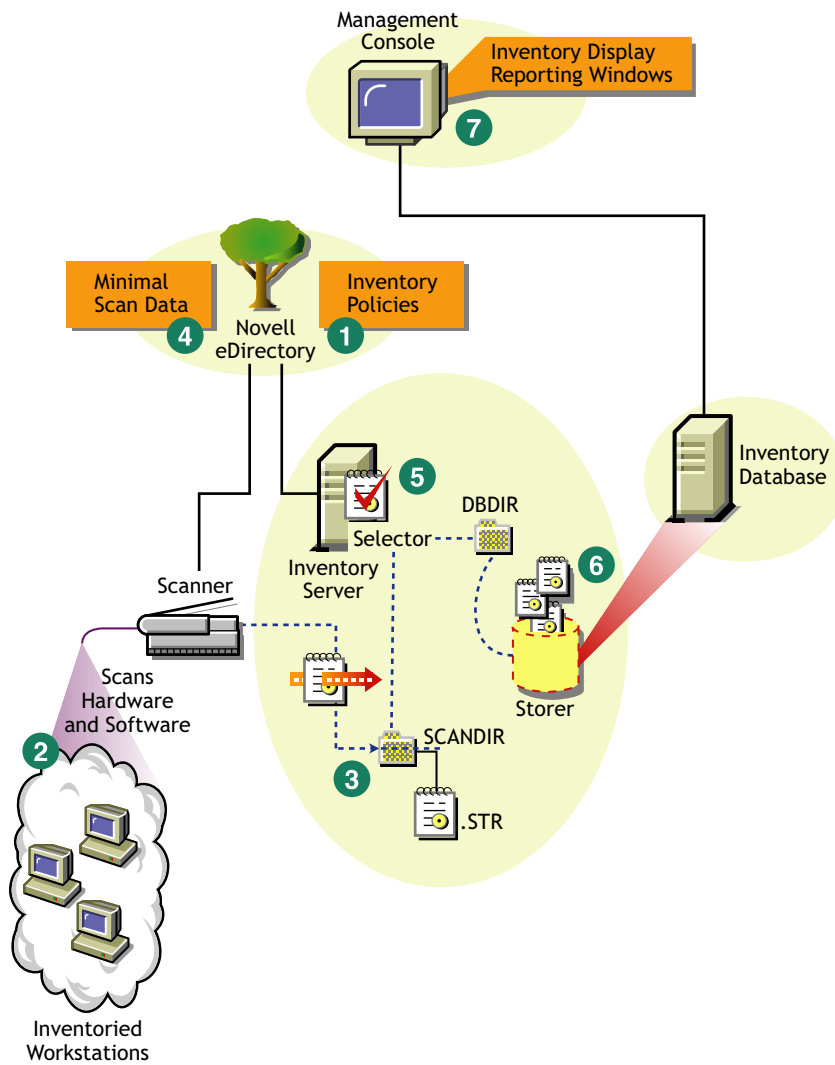 Management
Console
Inventory Display
Reporting Windows
7
Minimal
Scan Data
Inventory
Policies
4
Novell
eDirectory
1
Inventory
Database
5
DBDIR
Selector
Inventory
Server
6
Scanner
Scans
Hardware
and Software
Storer
SCANDIR
2
3
.STR
Inventoried
Workstations